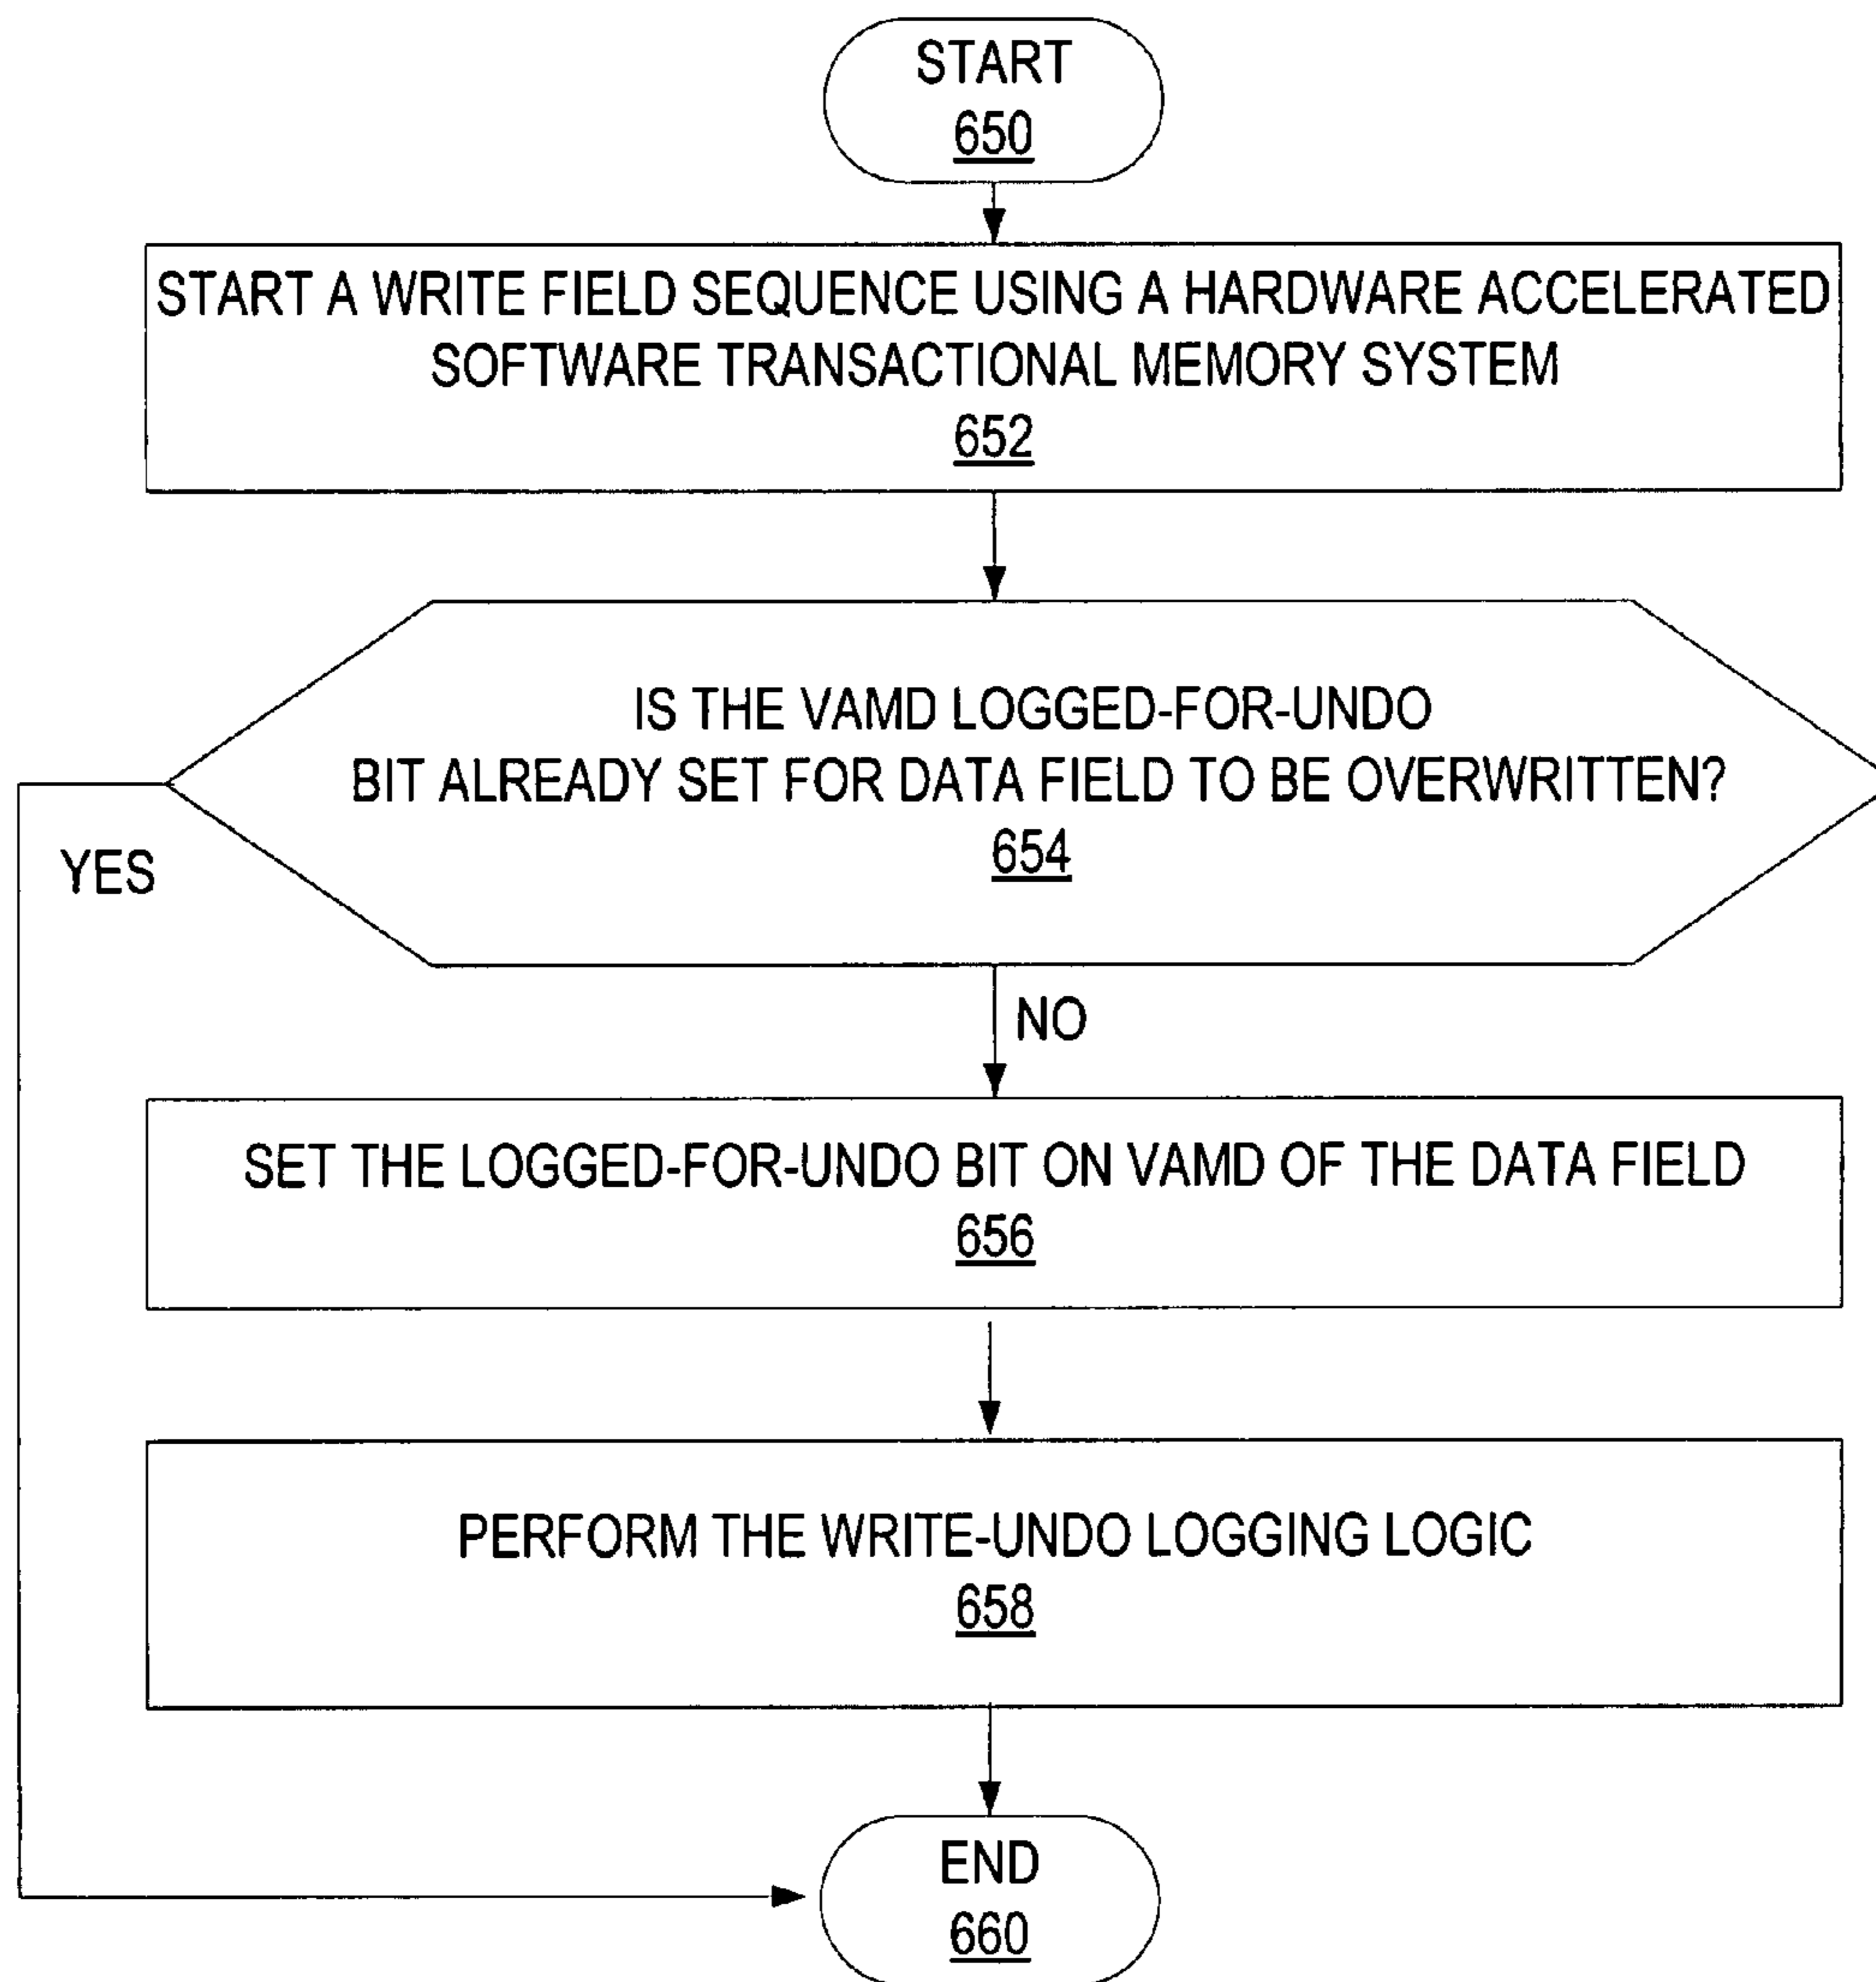 START
650
START A WRITE FIELD SEQUENCE USING A HARDWARE ACCELERATED
SOFTWARE TRANSACTIONAL MEMORY SYSTEM
652
IS THE VAMD LOGGED-FOR-UNDO
BIT ALREADY SET FOR DATA FIELD TO BE OVERWRITTEN?
654
YES
NO
SET THE LOGGED-FOR-UNDO BIT ON VAMD OF THE DATA FIELD
656
PERFORM THE WRITE-UNDO LOGGING LOGIC
658
END
660